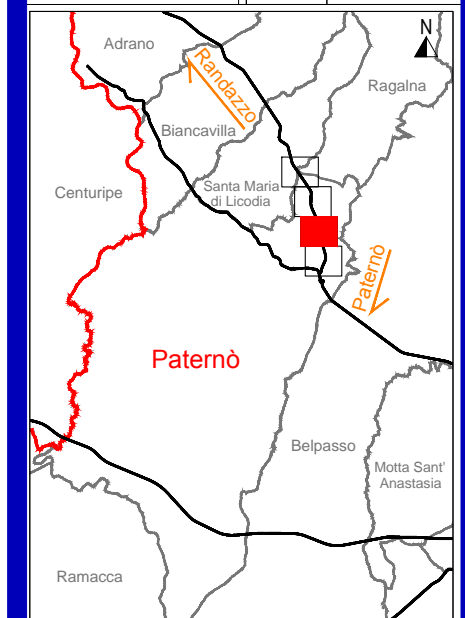 N
Adrano
Randazzo
Ragalna
Biancavilla
Centuripe
Santa Maria
di Licodia
Paternò
Paternò
Belpasso
Motta Sant'
Anastasia
Ramacca